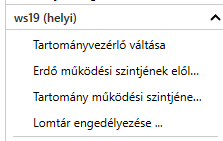 ws19 (helyi)
Tartományvezérlő váltása
Erdő működési szintjének elől...
Tartomány működési szintjéne...
Lomtár engedélyezése ...